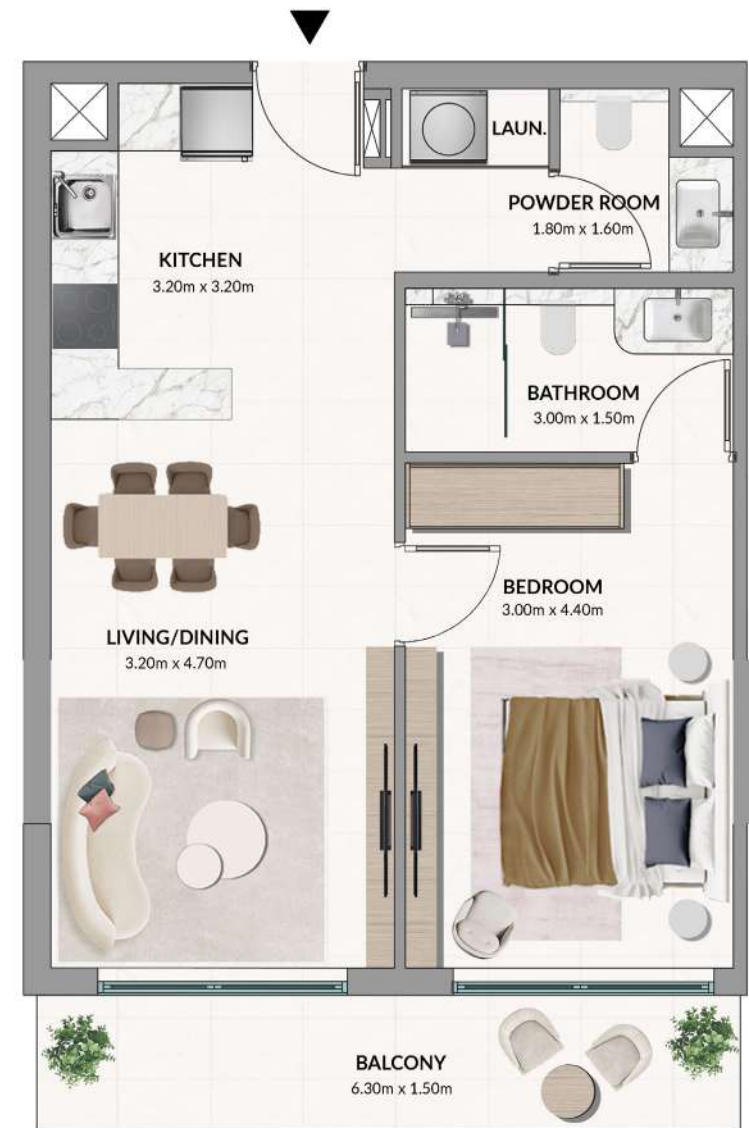 LAUN.
POWDER ROOM
1.80m x 1.60m
KITCHEN
3.20m x 3.20m
BATHROOM
3.00m x 1.50m
BEDROOM
3.00m x 4.40m
LIVING/DINING
3.20m x 4.70m
BALCONY
6.30m x 1.50m